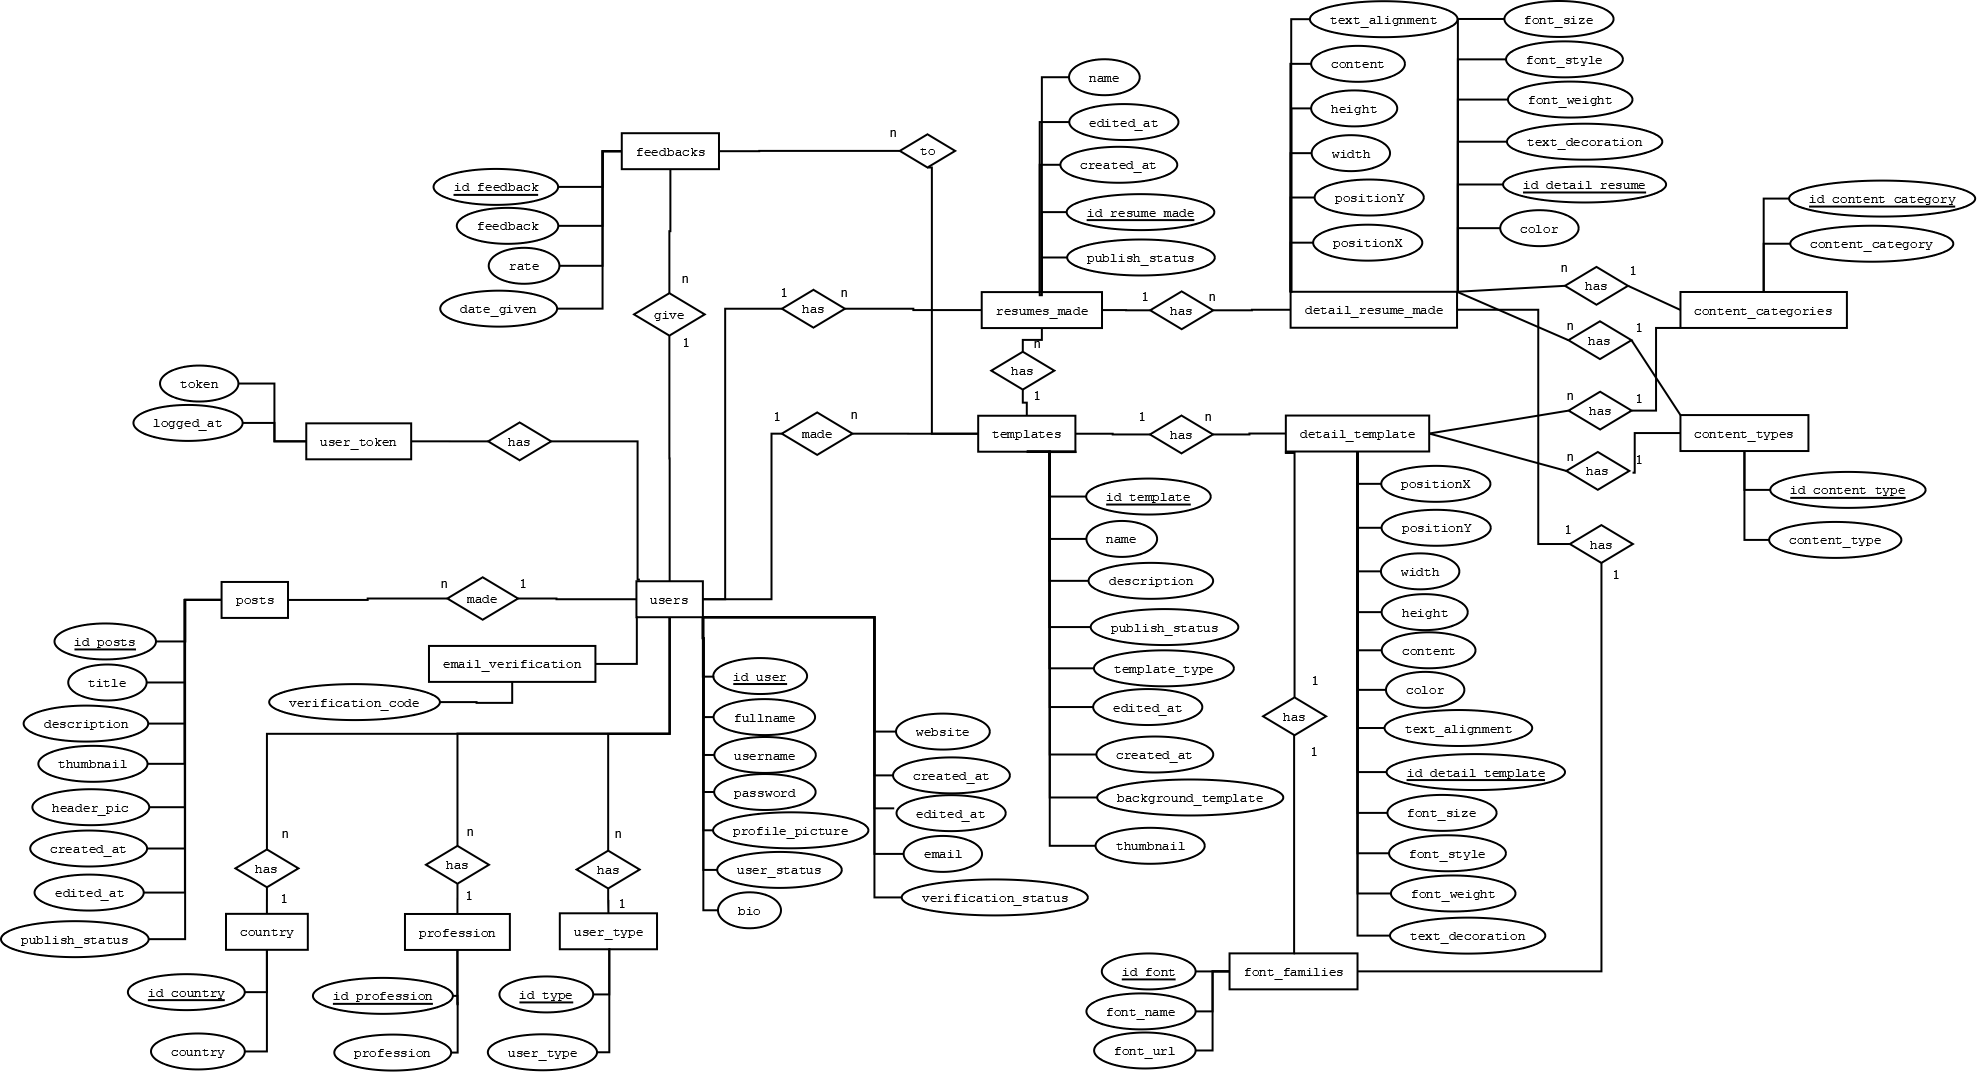 text_alignment
font_size
content
font_style
name
height
font_weight
edited_at
width
text_decoration
feedbacks
n
to
created_at
id_feedback
id_resume_made
positionY
id_detail_resume
id_content_category
feedback
positionX
color
content_category
rate
publish_status
date_given
n
give
1
1
has
n
resumes_made
1
has
n
detail_resume_made
n
has
1
content_categories
n
has
1
n
has
1
token
logged_at
user_token
has
1
made
n
templates
1
has
n
detail_template
n
has
1
content_types
n
has
1
id_template
positionX
id_content_type
name
positionY
content_type
1
has
1
description
width
posts
n
made
1
users
publish_status
height
id_posts
email_verification
template_type
content
title
verification_code
id_user
edited_at
color
description
fullname
website
created_at
1
has
1
text_alignment
thumbnail
username
created_at
background_template
id_detail_template
header_pic
password
edited_at
thumbnail
font_size
created_at
profile_picture
email
font_style
edited_at
user_status
verification_status
font_weight
publish_status
bio
text_decoration
n
has
1
n
has
1
n
has
1
country
profession
user_type
id_country
id_profession
id_type
country
profession
user_type
id_font
font_families
font_name
font_url